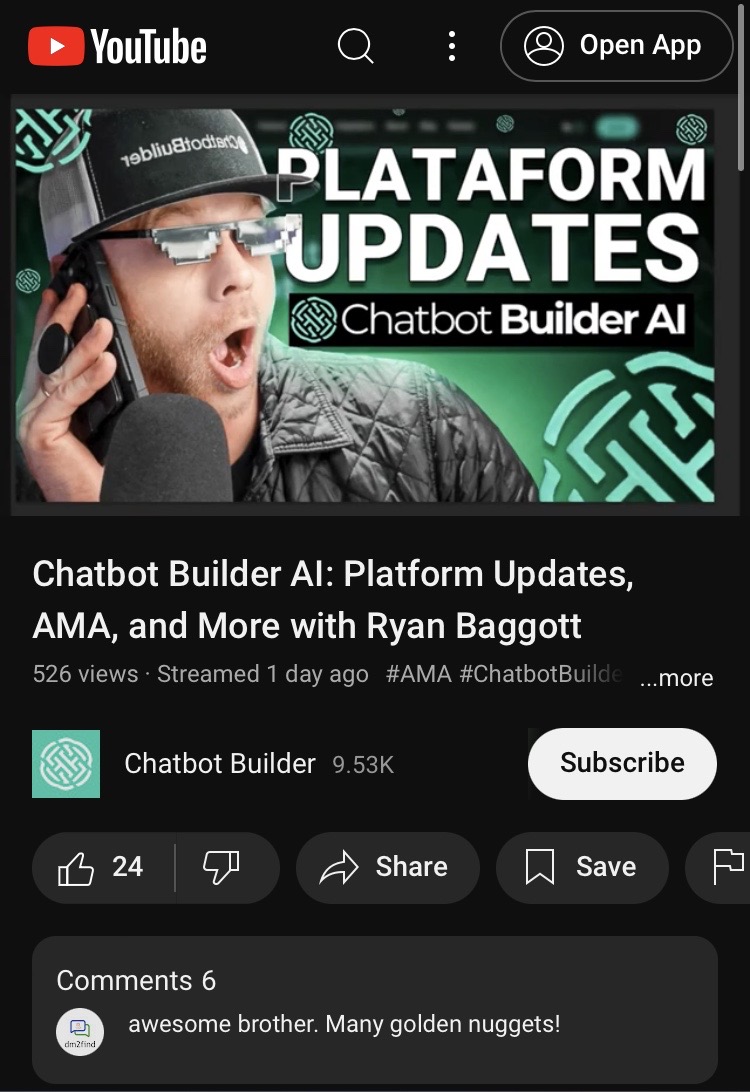 YouTube
Open App
ChatbotBuilder
PLATAFORM
UPDATES
Chatbot Builder AI
Chatbot Builder AI: Platform Updates,
AMA, and More with Ryan Baggott
526 views · Streamed 1 day ago #AMA #ChatbotBuilde ...more
Chatbot Builder 9.53K
Subscribe
24
Share
Save
Comments 6
awesome brother. Many golden nuggets!
dm2find